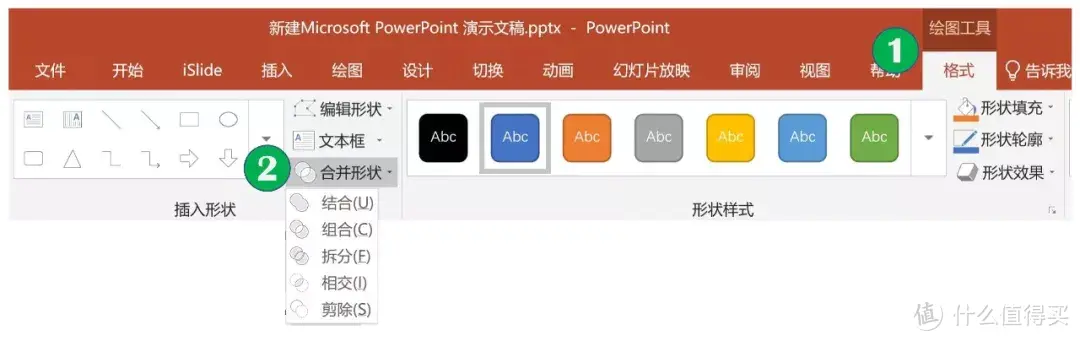 新建Microsoft PowerPoint 演示文稿.pptx - PowerPoint
绘图工具
1
文件 开始 iSlide 插入 绘图 设计 切换 动画 幻灯片放映 审阅 视图 帮助 格式 告诉我
编辑形状
文本框
2
合并形状
插入形状
结合(U)
组合(C)
拆分(F)
相交(I)
剪除(S)
Abc Abc Abc Abc Abc Abc Abc
形状样式
形状填充
形状轮廓
形状效果
值 什么值得买